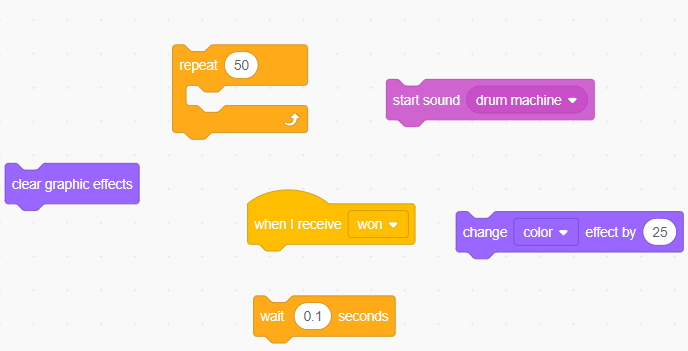 repeat 50
start sound drum machine
clear graphic effects
when I receive won
change color effect by 25
wait 0.1 seconds